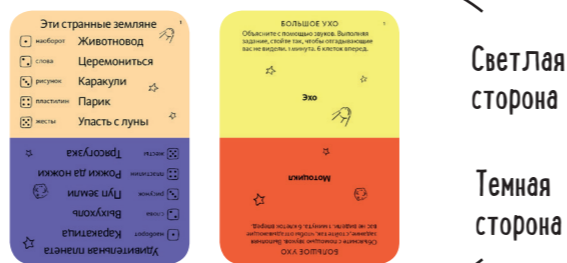 Эти странные земляне
1
наоборот Животновод
слова Церемониться
рисунок Каракули
пластилин Парик
жесты Упасть с луны
Удивительная планета
наоборот Каракатица
слова Выхухоль
рисунок Пуп земли
пластилин Рожки да ножки
жесты Трясогузка
БОЛЬШОЕ УХО
1
Объясните с помощью звуков. Выполняя
задание, стойте так, чтобы отгадывающие
вас не видели. 1 минута. 6 клеток вперед.
Эхо
БОЛЬШОЕ УХО
Объясните с помощью звуков. Выполняя
задание, стойте так, чтобы отгадывающие
вас не видели. 1 минута. 6 клеток вперед.
Мотоцикл
Светлая
сторона
Темная
сторона